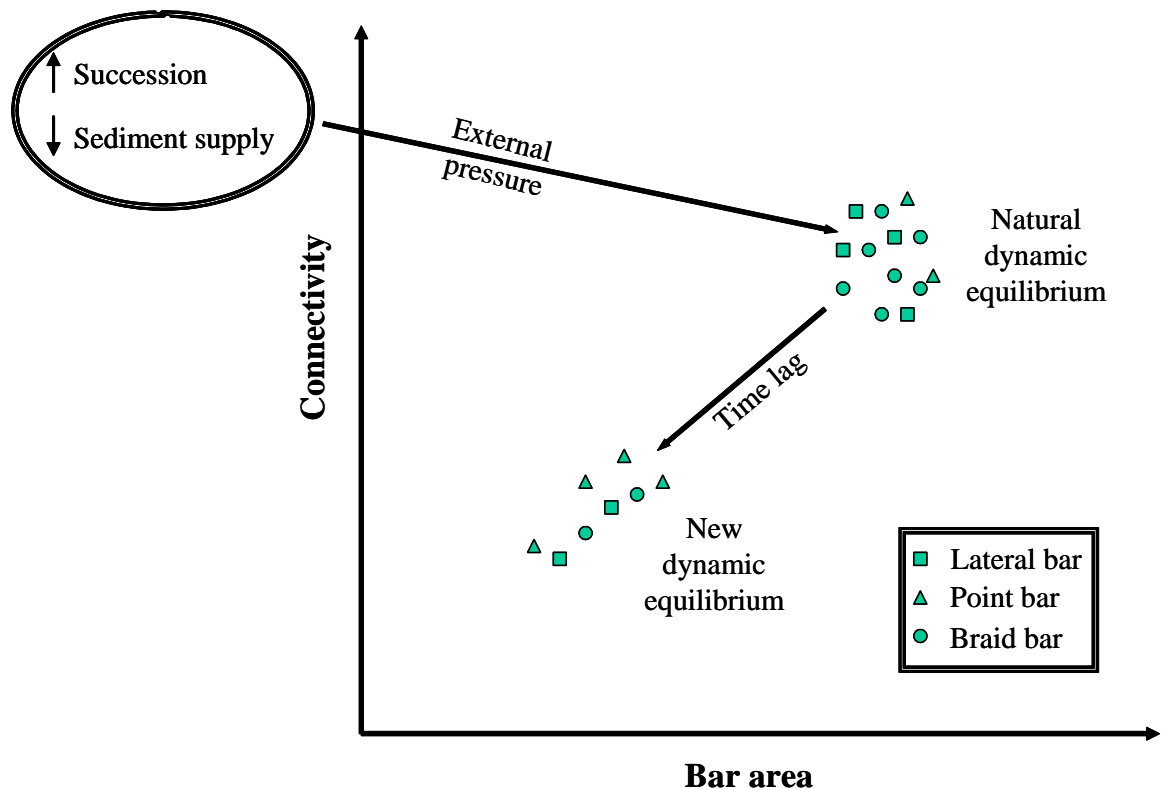 Succession
Sediment supply
External
pressure
Connectivity
Natural
dynamic
equilibrium
Time lag
New
dynamic
equilibrium
Lateral bar
Point bar
Braid bar
Bar area